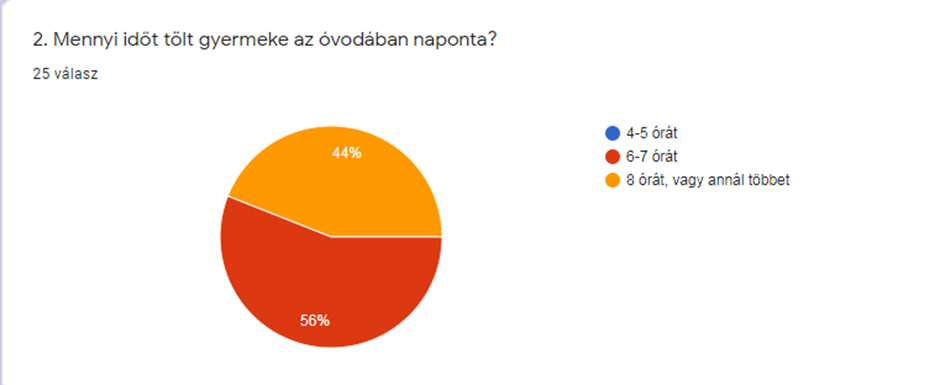 2. Mennyi időt tölt gyermeke az óvodában naponta?
25 válasz
44%
56%
4-5 órát
6-7 órát
8 órát, vagy annál többet